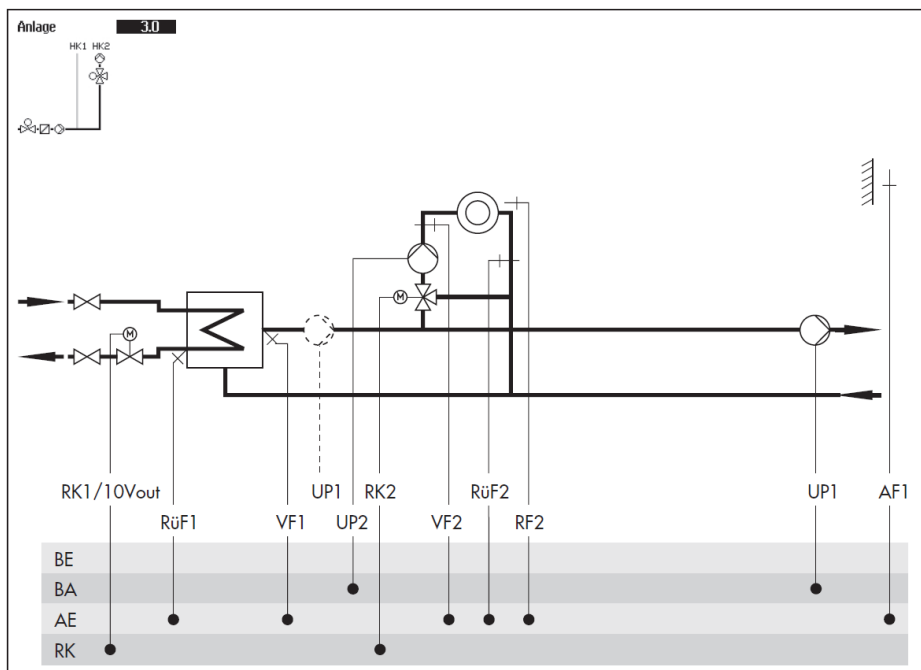 Anlage 3.0
HK1 HK2
M
M
RK1/10Vout UP1 RK2 RüF2 UP1 AF1
RüF1 VF1 UP2 VF2 RF2
BE
BA
AE
RK